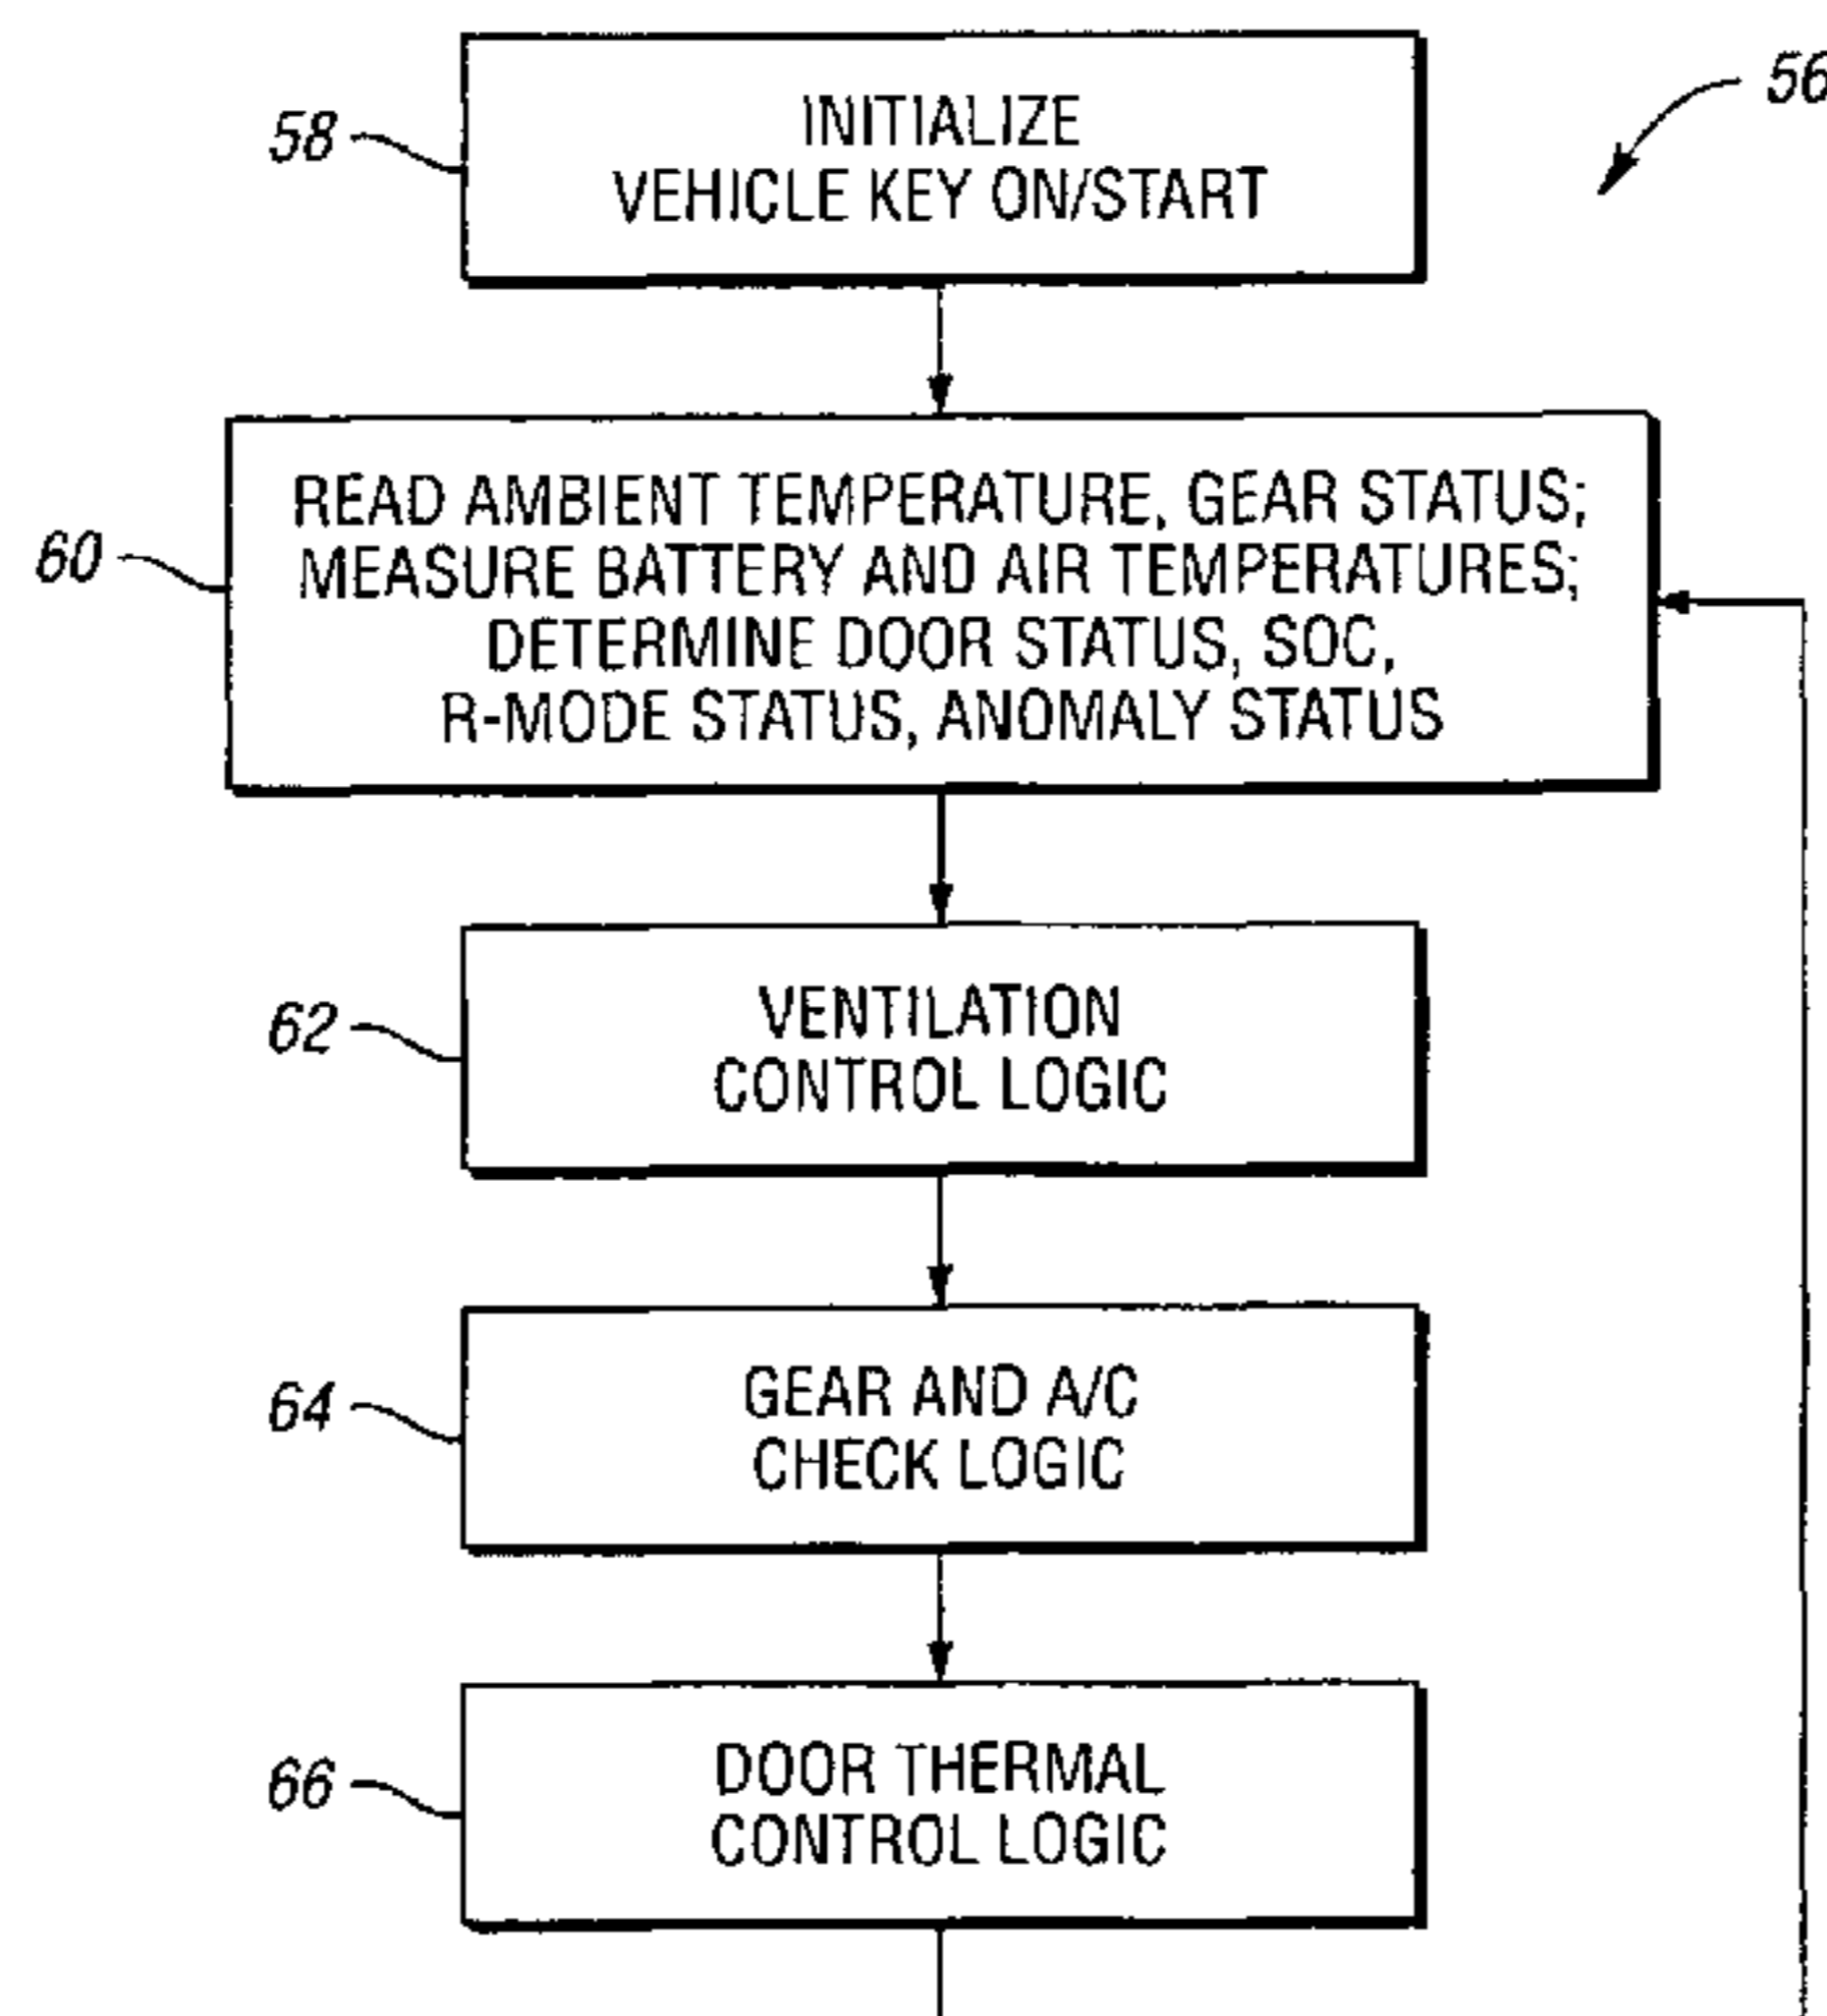 56
58
INITIALIZE
VEHICLE KEY ON/START
60
READ AMBIENT TEMPERATURE, GEAR STATUS;
MEASURE BATTERY AND AIR TEMPERATURES;
DETERMINE DOOR STATUS, SOC,
R-MODE STATUS, ANOMALY STATUS
62
VENTILATION
CONTROL LOGIC
64
GEAR AND A/C
CHECK LOGIC
66
DOOR THERMAL
CONTROL LOGIC